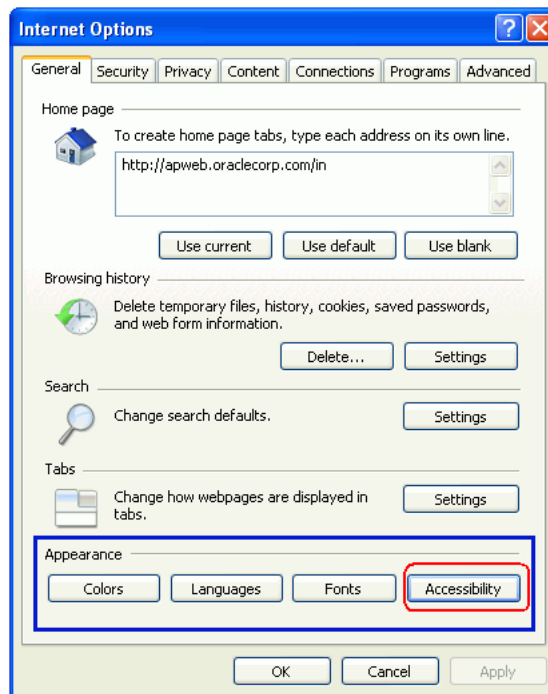 Internet Options
General Security Privacy Content Connections Programs Advanced
Home page
To create home page tabs, type each address on its own line.
http://apweb.oraclecorp.com/in
Use current Use default Use blank
Browsing history
Delete temporary files, history, cookies, saved passwords,
and web form information.
Delete... Settings
Search
Change search defaults.
Settings
Tabs
Change how webpages are displayed in
tabs.
Settings
Appearance
Colors Languages Fonts Accessibility
OK Cancel Apply